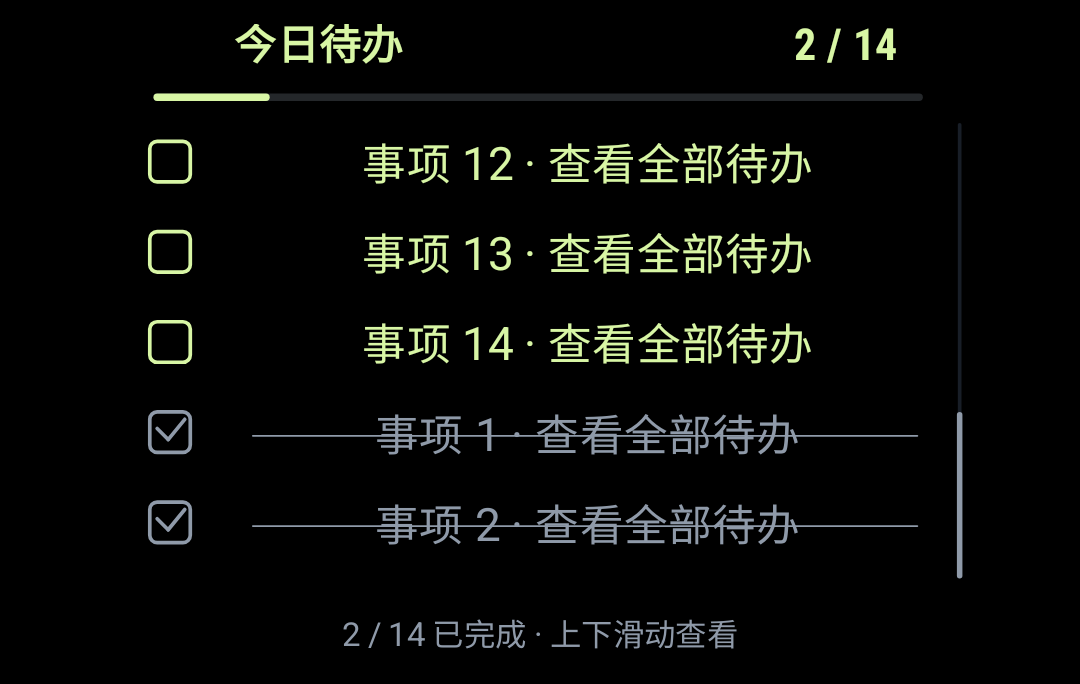 今日待办 2 / 14
事项 12 · 查看全部待办
事项 13 · 查看全部待办
事项 14 · 查看全部待办
事项 1 · 查看全部待办
事项 2 · 查看全部待办
2 / 14 已完成 · 上下滑动查看